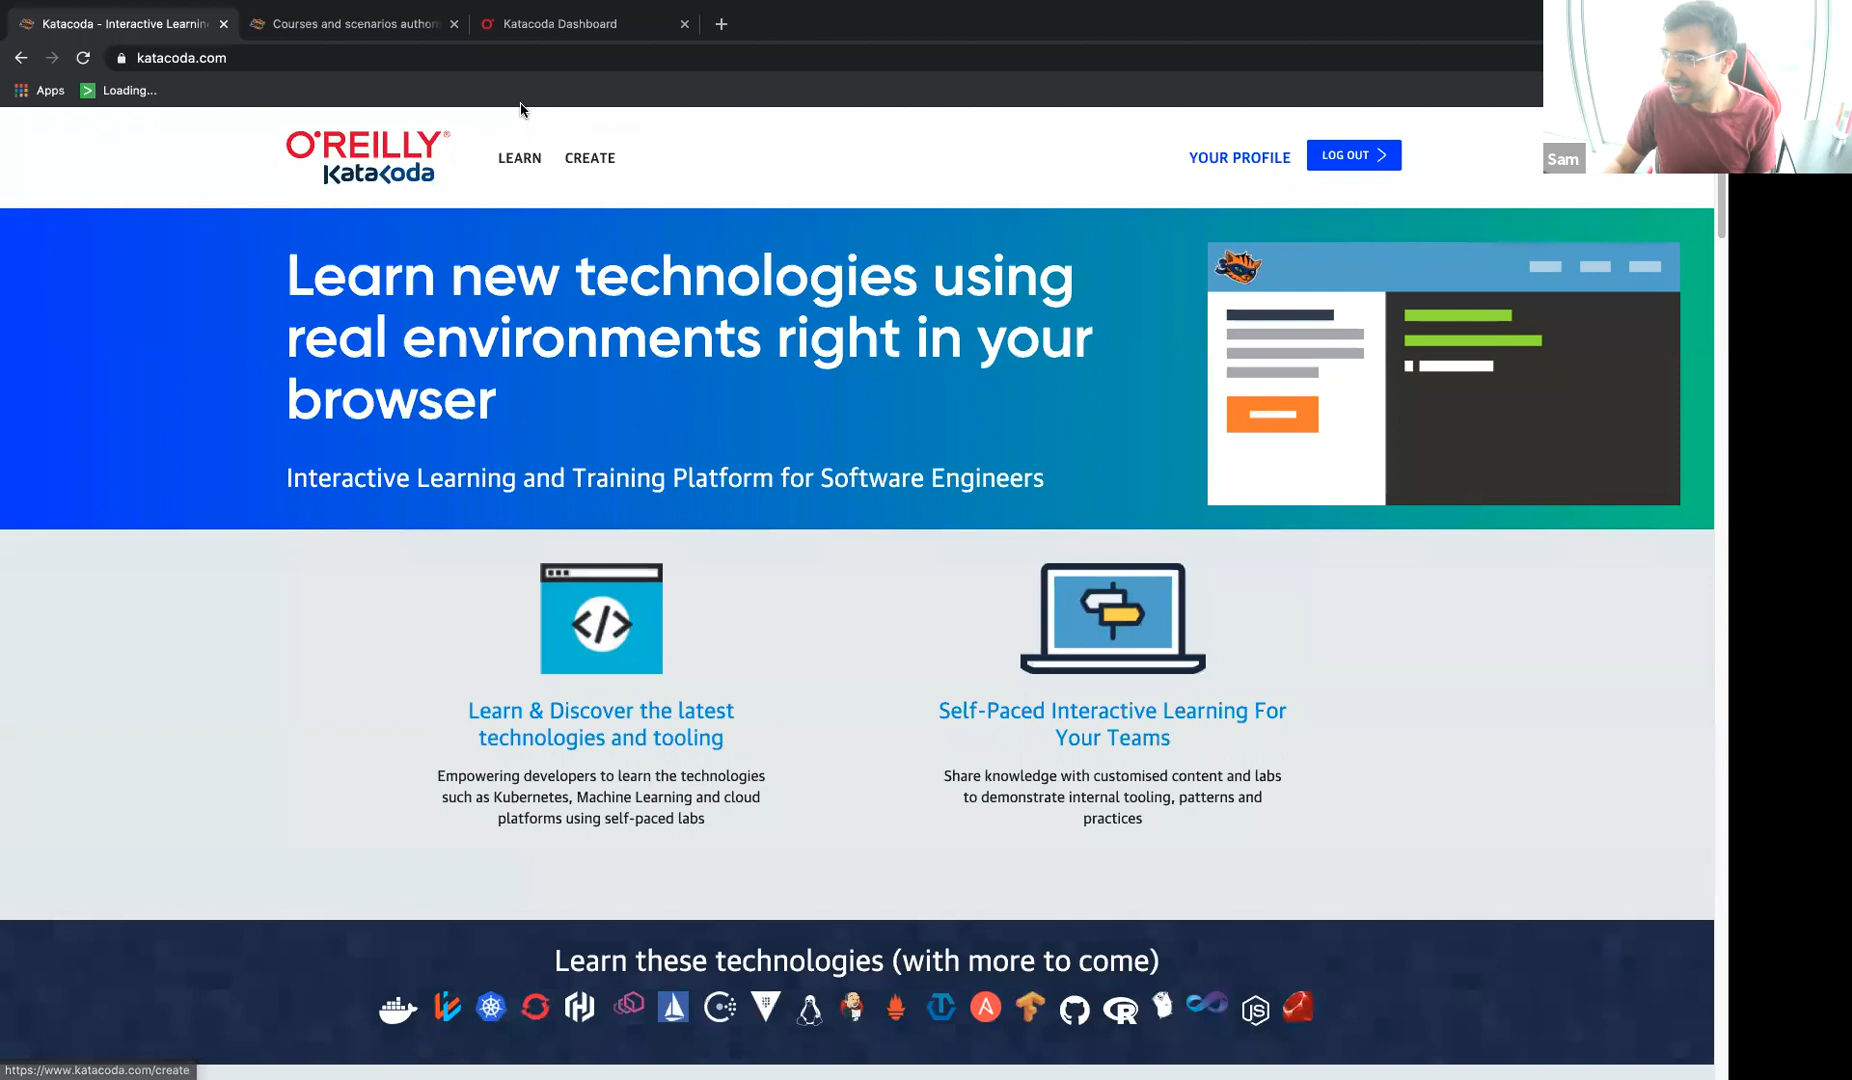 Katacoda - Interactive Learnin
Courses and scenarios author
Katacoda Dashboard
katacoda.com
Apps
Loading...
Sam
O'REILLY®
Katacoda
LEARN
CREATE
YOUR PROFILE
LOG OUT
Learn new technologies using
real environments right in your
browser
Interactive Learning and Training Platform for Software Engineers
Learn & Discover the latest
technologies and tooling
Empowering developers to learn the technologies
such as Kubernetes, Machine Learning and cloud
platforms using self-paced labs
Self-Paced Interactive Learning For
Your Teams
Share knowledge with customised content and labs
to demonstrate internal tooling, patterns and
practices
Learn these technologies (with more to come)
https://www.katacoda.com/create